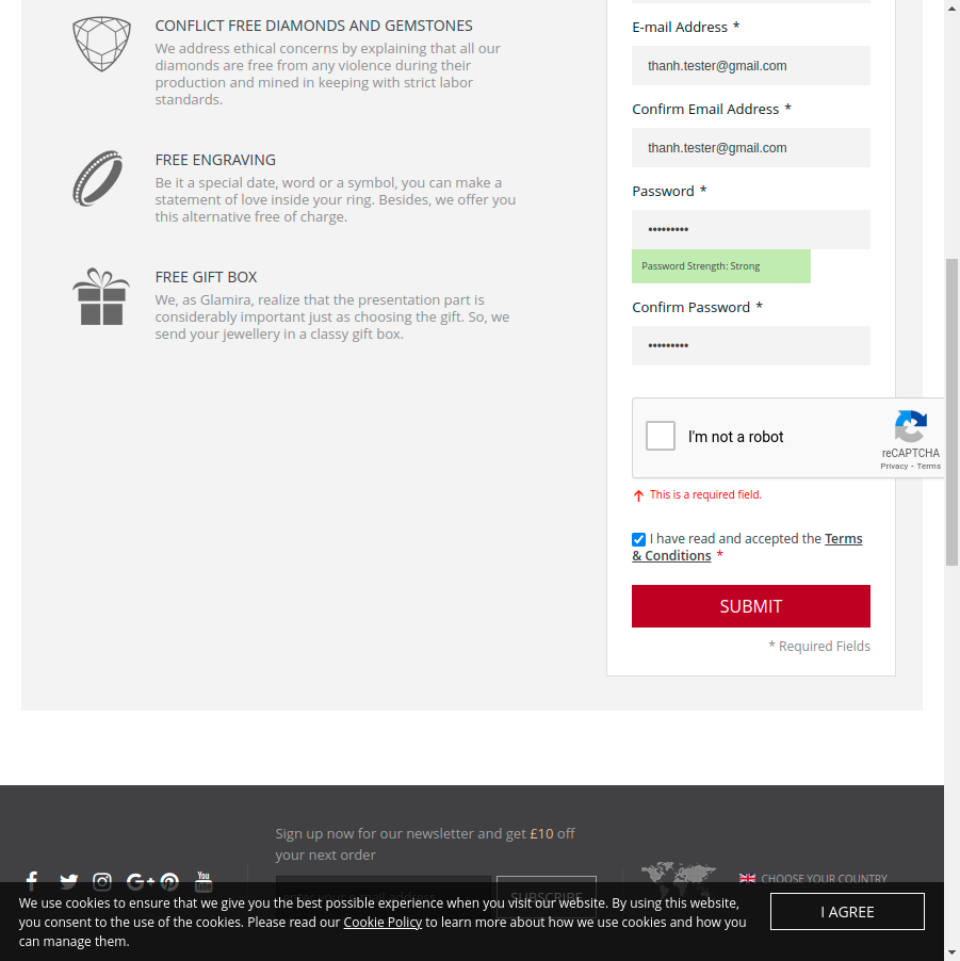 CONFLICT FREE DIAMONDS AND GEMSTONES
We address ethical concerns by explaining that all our
diamonds are free from any violence during their
production and mined in keeping with strict labor
standards.
FREE ENGRAVING
Be it a special date, word or a symbol, you can make a
statement of love inside your ring. Besides, we offer you
this alternative free of charge.
FREE GIFT BOX
We, as Glamira, realize that the presentation part is
considerably important just as choosing the gift. So, we
send your jewellery in a classy gift box.
E-mail Address *
thanh.tester@gmail.com
Confirm Email Address *
thanh.tester@gmail.com
Password *
•••••••••
Password Strength: Strong
Confirm Password *
•••••••••
I'm not a robot
reCAPTCHA
Privacy - Terms
This is a required field.
I have read and accepted the Terms
& Conditions *
SUBMIT
* Required Fields
Sign up now for our newsletter and get £10 off
your next order
You
SUBSCRIBE
CHOOSE YOUR COUNTRY
We use cookies to ensure that we give you the best possible experience when you visit our website. By using this website,
you consent to the use of the cookies. Please read our Cookie Policy to learn more about how we use cookies and how you
can manage them.
I AGREE